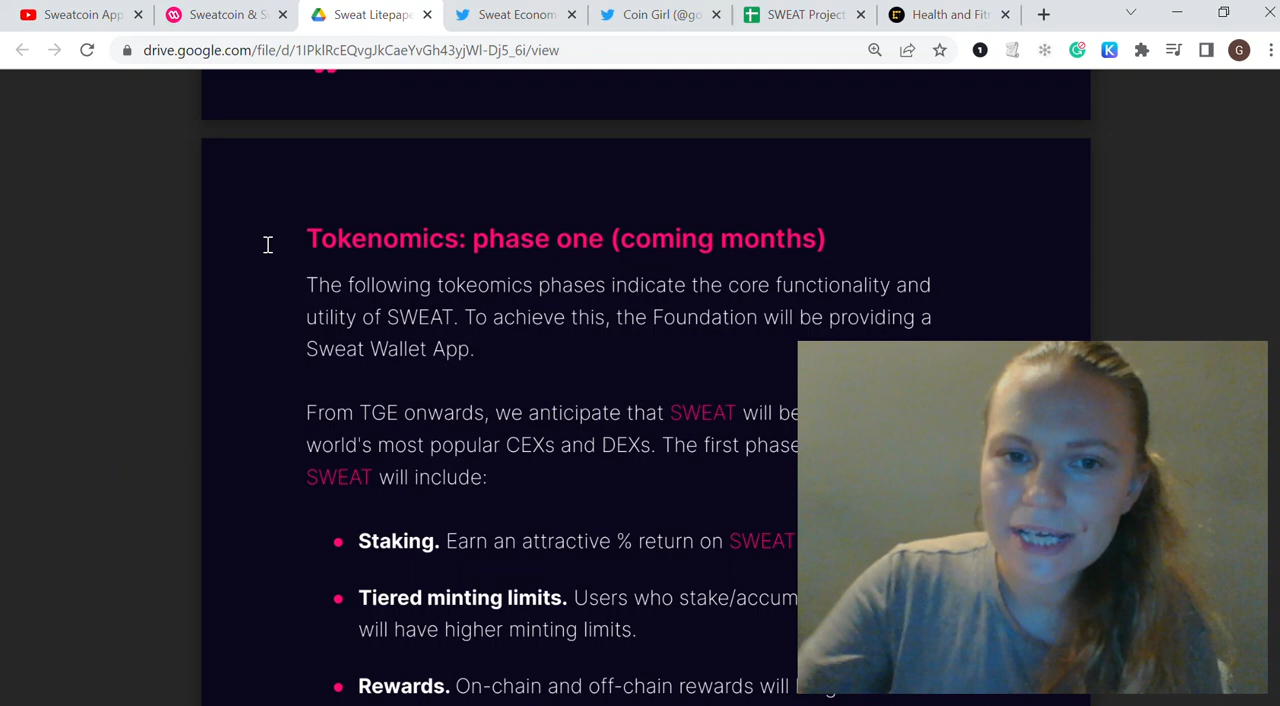 Sweatcoin App
Sweatcoin & S
Sweat Litepape
Sweat Econom
Coin Girl (@go
SWEAT Project
Health and Fit
drive.google.com/file/d/1IPkIRcEQvgJkCaeYvGh43yjWI-Dj5_6i/view
Tokenomics: phase one (coming months)
The following tokeomics phases indicate the core functionality and
utility of SWEAT. To achieve this, the Foundation will be providing a
Sweat Wallet App.
From TGE onwards, we anticipate that SWEAT will be
world's most popular CEXs and DEXs. The first phase
SWEAT will include:
Staking. Earn an attractive % return on SWEAT
Tiered minting limits. Users who stake/accum
will have higher minting limits.
Rewards. On-chain and off-chain rewards will